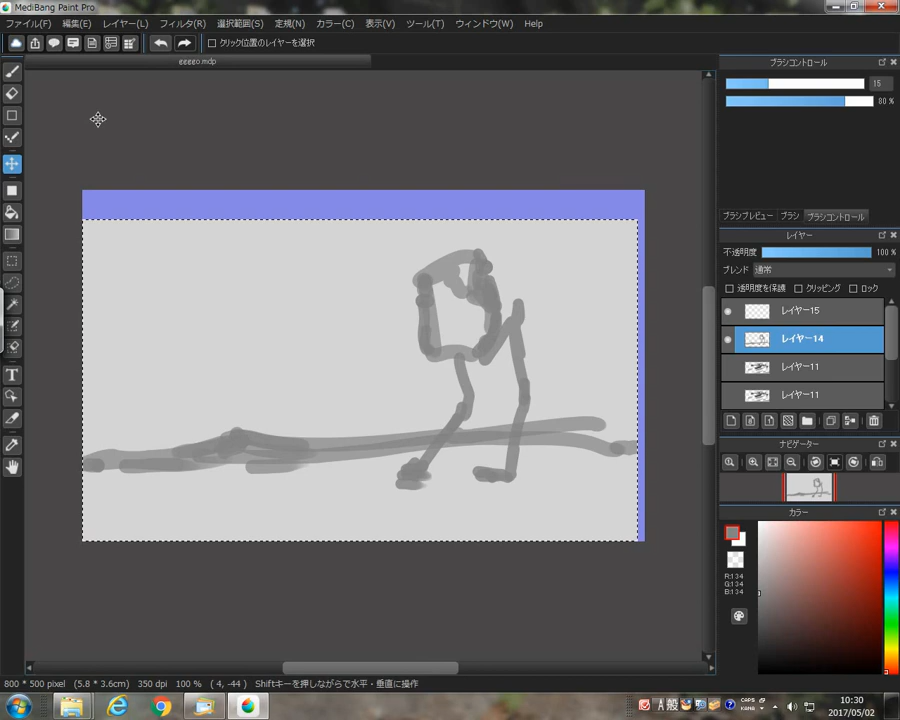 MediBang Paint Pro
ファイル(F) 編集(E) レイヤー(L) フィルタ(R) 選択範囲(S) 定規(N) カラー(C) 表示(V) ツール(T) ウィンドウ(W) Help
クリック位置のレイヤーを選択
ggggo.mdp
ブラシコントロール
15
80 %
ブラシプレビュー ブラシ ブラシコントロール
レイヤー
不透明度 100 %
ブレンド 通常
透明度を保護 クリッピング ロック
レイヤー15
レイヤー14
レイヤー11
レイヤー11
ナビゲーター
カラー
R:134
G:134
B:134
800 * 500 pixel (5.8 * 3.6cm) 350 dpi 100 % ( 4, -44 ) Shiftキーを押しながらで水平・垂直に操作
A 般
CAPS
KANA
10:30
2017/05/02